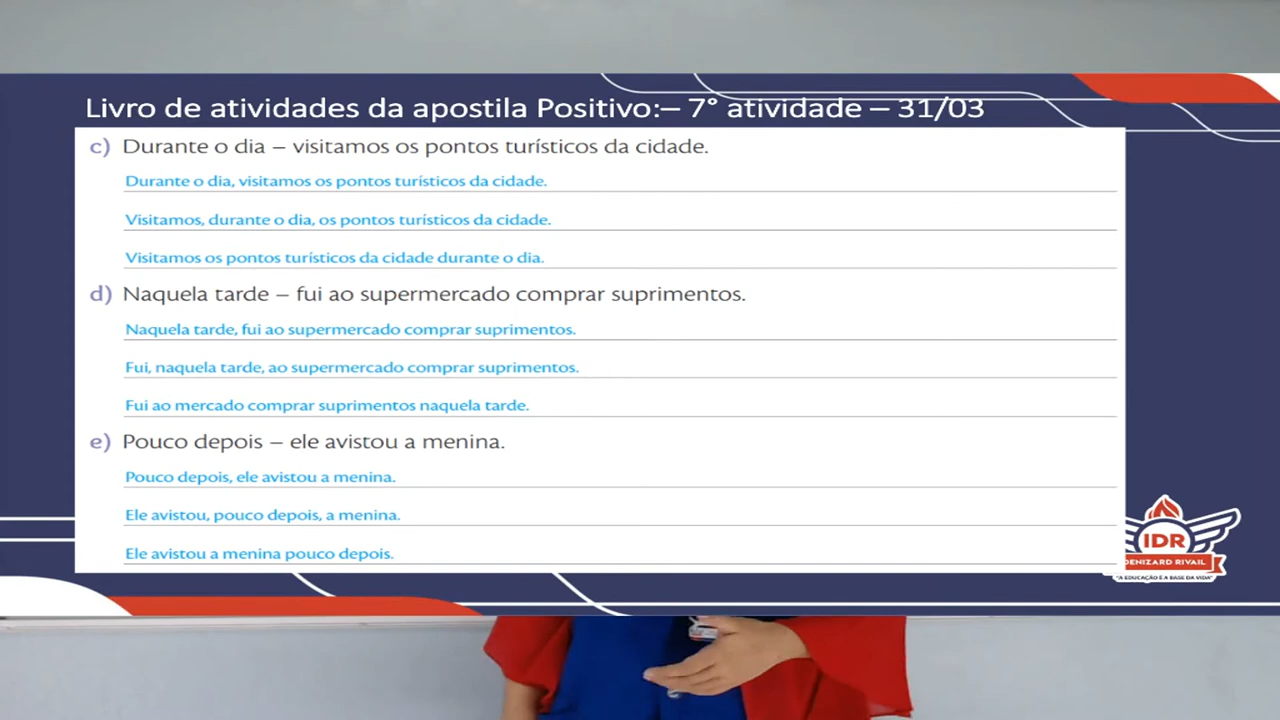 Livro de atividades da apostila Positivo:– 7° atividade – 31/03
c) Durante o dia – visitamos os pontos turísticos da cidade.
Durante o dia, visitamos os pontos turísticos da cidade.
Visitamos, durante o dia, os pontos turísticos da cidade.
Visitamos os pontos turísticos da cidade durante o dia.
d) Naquela tarde – fui ao supermercado comprar suprimentos.
Naquela tarde, fui ao supermercado comprar suprimentos.
Fui, naquela tarde, ao supermercado comprar suprimentos.
Fui ao mercado comprar suprimentos naquela tarde.
e) Pouco depois – ele avistou a menina.
Pouco depois, ele avistou a menina.
Ele avistou, pouco depois, a menina.
Ele avistou a menina pouco depois.
IDR
DENIZARD RIVAIL
"A EDUCAÇÃO É A BASE DA VIDA"